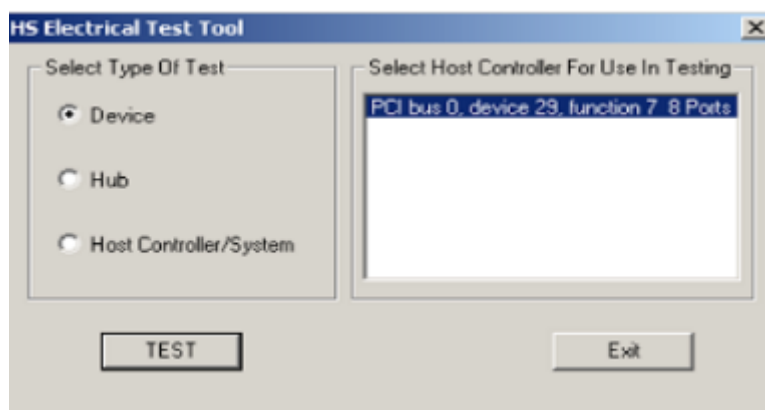 HS Electrical Test Tool
Select Type Of Test
Device
Hub
Host Controller/System
Select Host Controller For Use In Testing
PCI bus 0, device 29, function 7 8 Ports
TEST
Exit